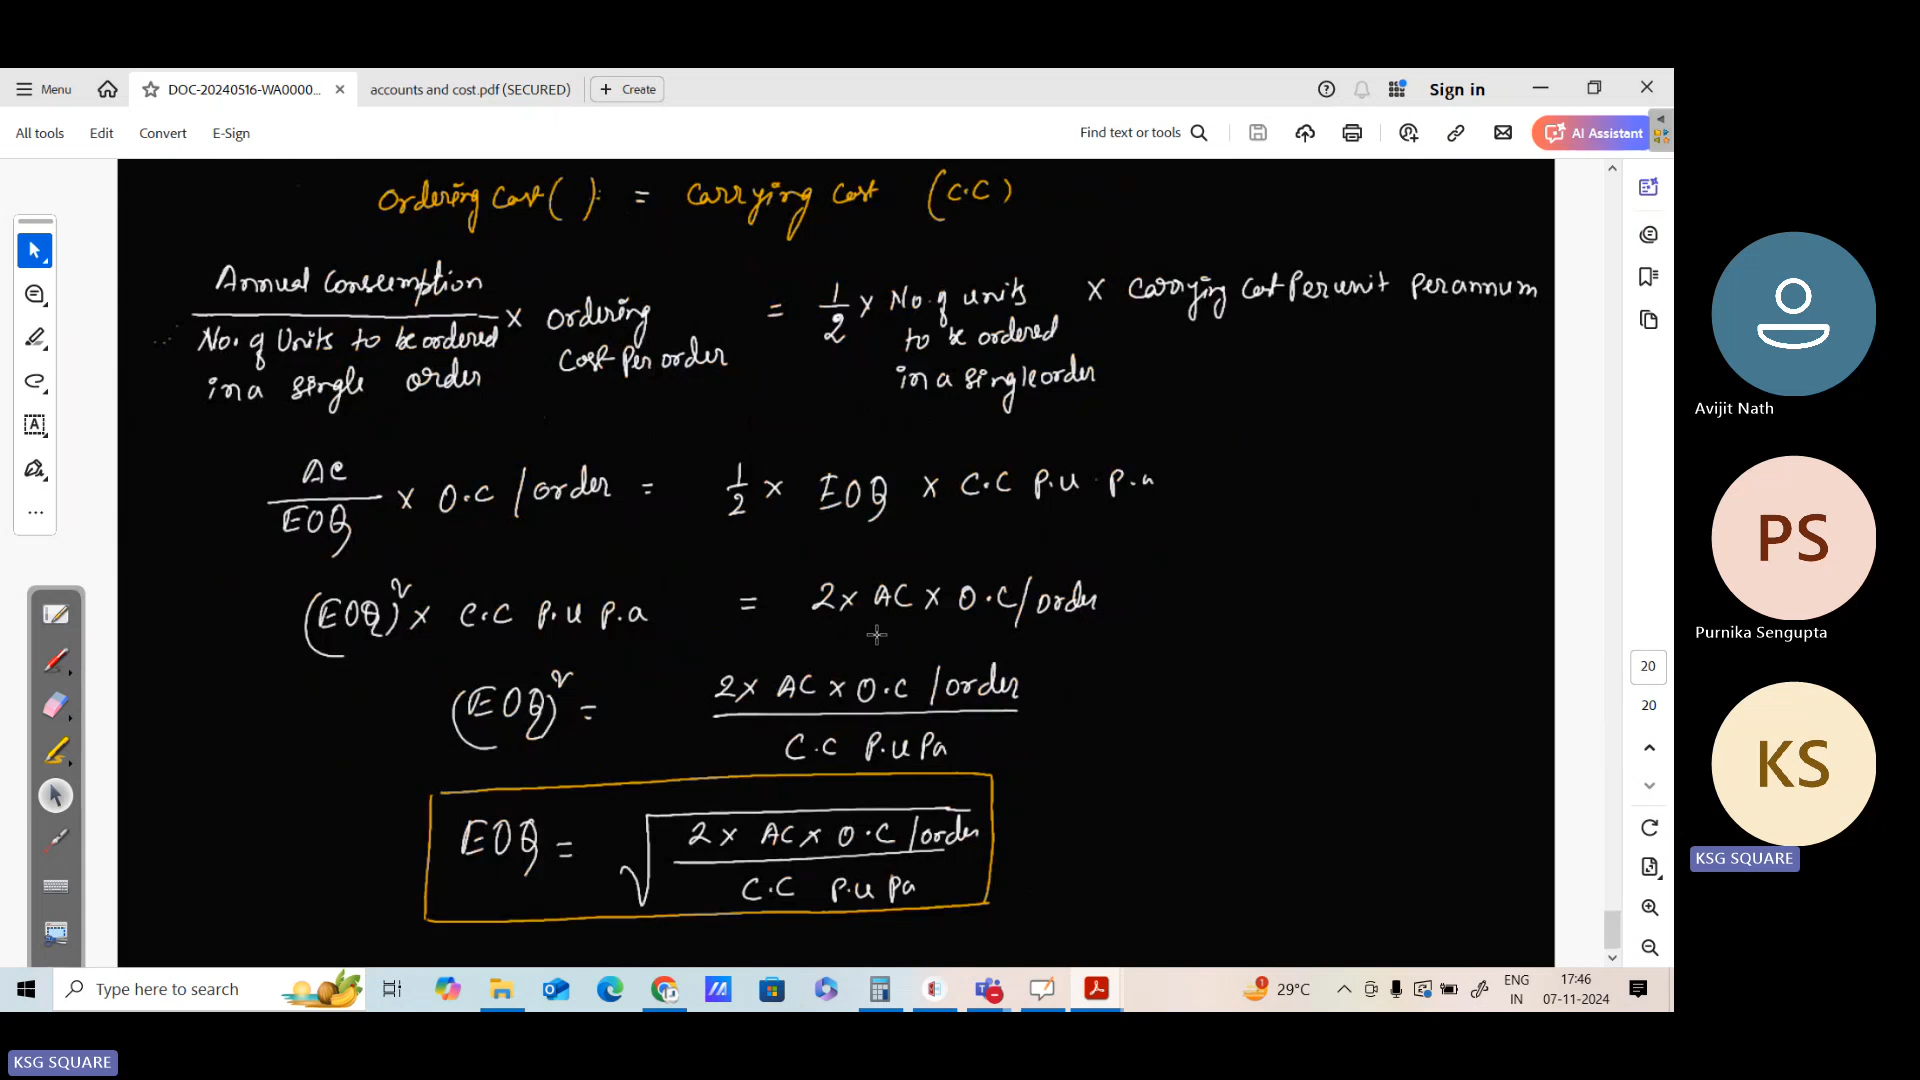 Menu
DOC-20240516-WA0000...
accounts and cost.pdf (SECURED)
Create
Sign in
All tools
Edit
Convert
E-Sign
Find text or tools
AI Assistant
Ordering Cost ( ) = Carrying cost (C.C)
Annual Consumption / No. of Units to be ordered in a single order × ordering Cost Per order = 1/2 × No. of units to be ordered in a single order × Carrying Cost Per unit per annum
AC / EOQ × O.C / order = 1/2 × EOQ × C.C P.U P.a
(EOQ)² × C.C P.U P.a = 2 × AC × O.C / order
(EOQ)² = 2 × AC × O.C / order / C.C P.U Pa
EOQ = √ 2 × AC × O.C / order / C.C P.U Pa
20
20
Avijit Nath
PS
Purnika Sengupta
KS
KSG SQUARE
Type here to search
1
29°C
ENG
IN
17:46
07-11-2024
KSG SQUARE